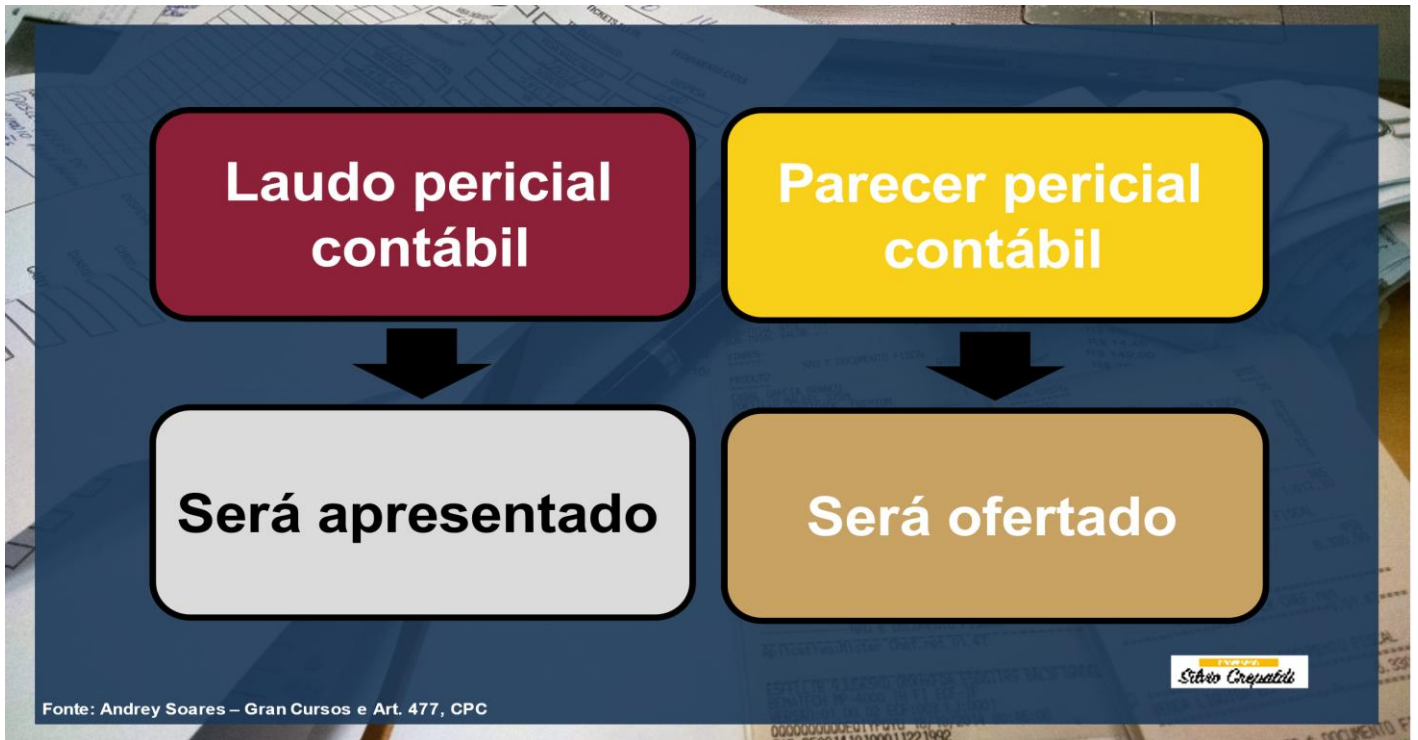 Laudo pericial
contábil
Parecer pericial
contábil
Será apresentado
Será ofertado
Silvio Crepaldi
Fonte: Andrey Soares – Gran Cursos e Art. 477, CPC